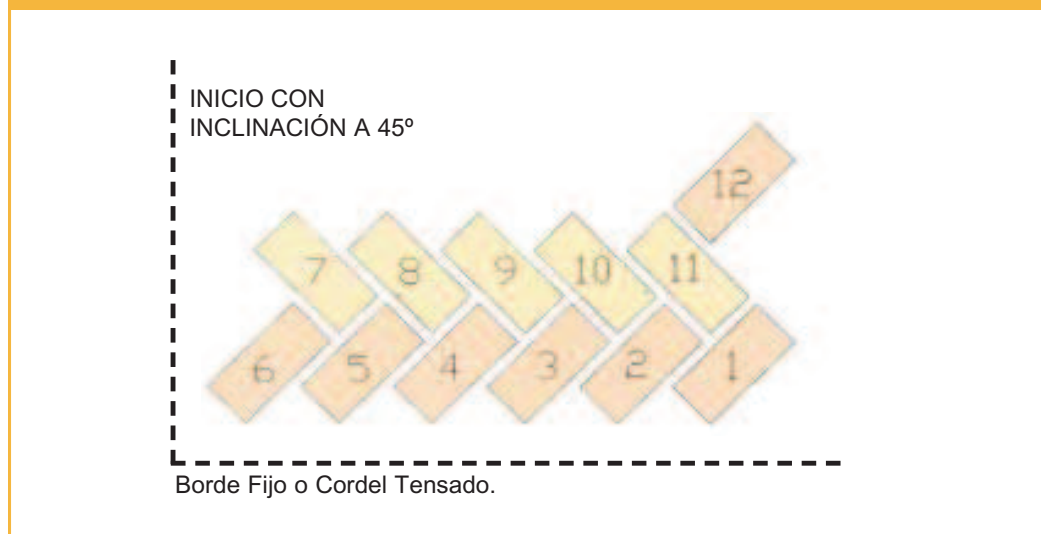 INICIO CON
INCLINACIÓN A 45º
12
7 8 9 10 11
6 5 4 3 2 1
Borde Fijo o Cordel Tensado.